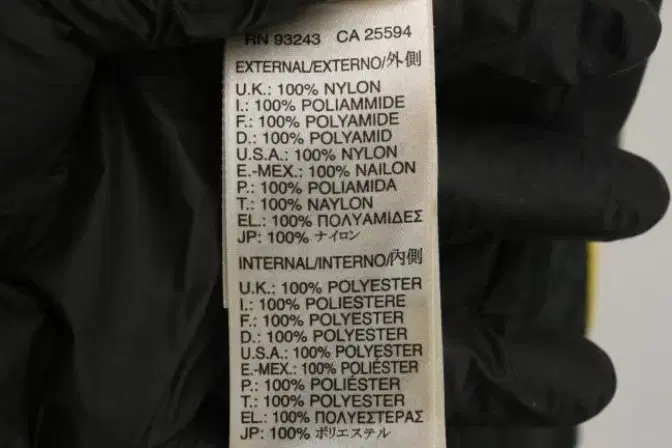 RN 93243 CA 25594
EXTERNAL/EXTERNO/外側
U.K.: 100% NYLON
I.: 100% POLIAMMIDE
F.: 100% POLYAMIDE
D.: 100% POLYAMID
U.S.A.: 100% NYLON
E.-MEX.: 100% NAILON
P.: 100% POLIAMIDA
T.: 100% NAYLON
EL.: 100% ΠΟΛΥΑΜΙΔΕΣ
JP: 100% ナイロン
INTERNAL/INTERNO/内側
U.K.: 100% POLYESTER
I.: 100% POLIESTERE
F.: 100% POLYESTER
D.: 100% POLYESTER
U.S.A.: 100% POLYESTER
E.-MEX.: 100% POLIÉSTER
P.: 100% POLIÉSTER
T.: 100% POLYESTER
EL.: 100% ΠΟΛΥΕΣΤΕΡΑΣ
JP: 100% ポリエステル